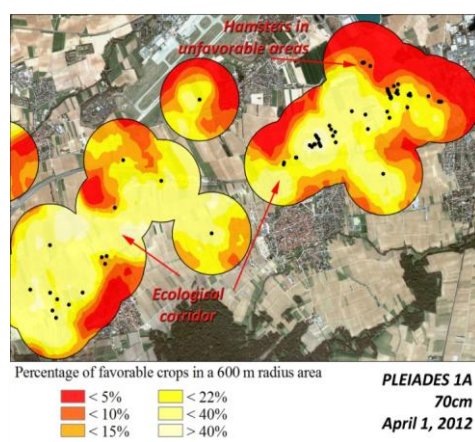 Hamsters in
unfavorable areas
Ecological
corridor
Percentage of favorable crops in a 600 m radius area
< 5%
< 10%
< 15%
< 22%
< 40%
> 40%
PLEIADES 1A
70cm
April 1, 2012